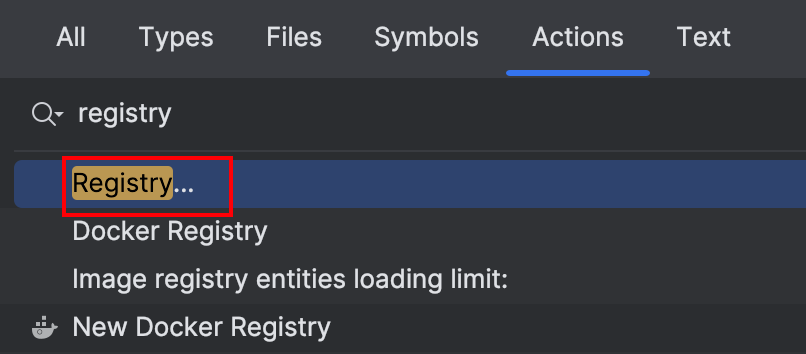 All Types Files Symbols Actions Text
registry
Registry...
Docker Registry
Image registry entities loading limit:
New Docker Registry